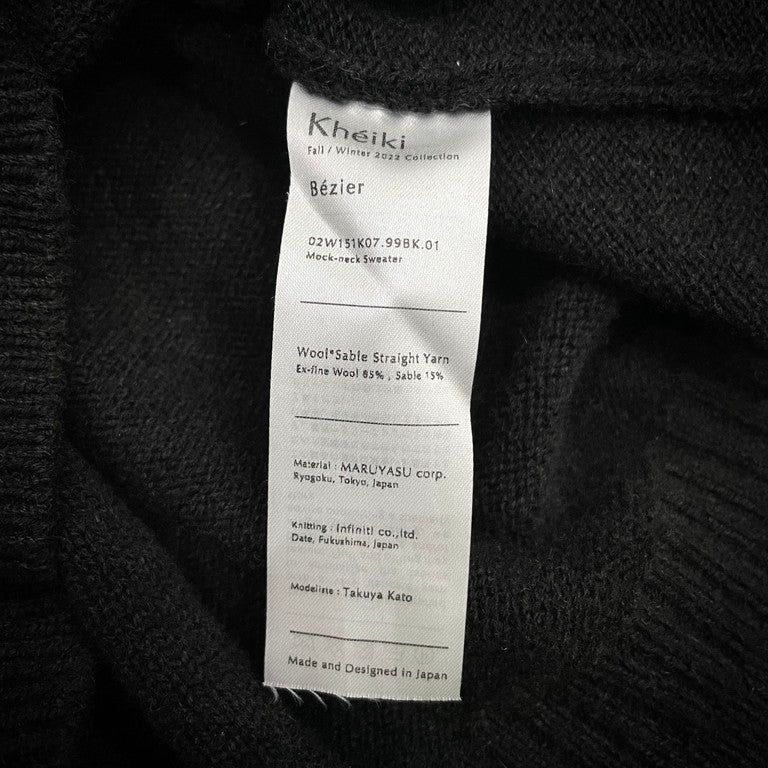 Khéiki
Fall / Winter 2022 Collection
Bézier
02W151K07.99BK.01
Mock-neck Sweater
Wool*Sable Straight Yarn
Ex-fine Wool 85% , Sable 15%
Material : MARUYASU corp.
Ryogoku, Tokyo, Japan
Knitting : Infiniti co.,ltd.
Date, Fukushima, Japan
Modeline : Takuya Kato
Made and Designed in Japan